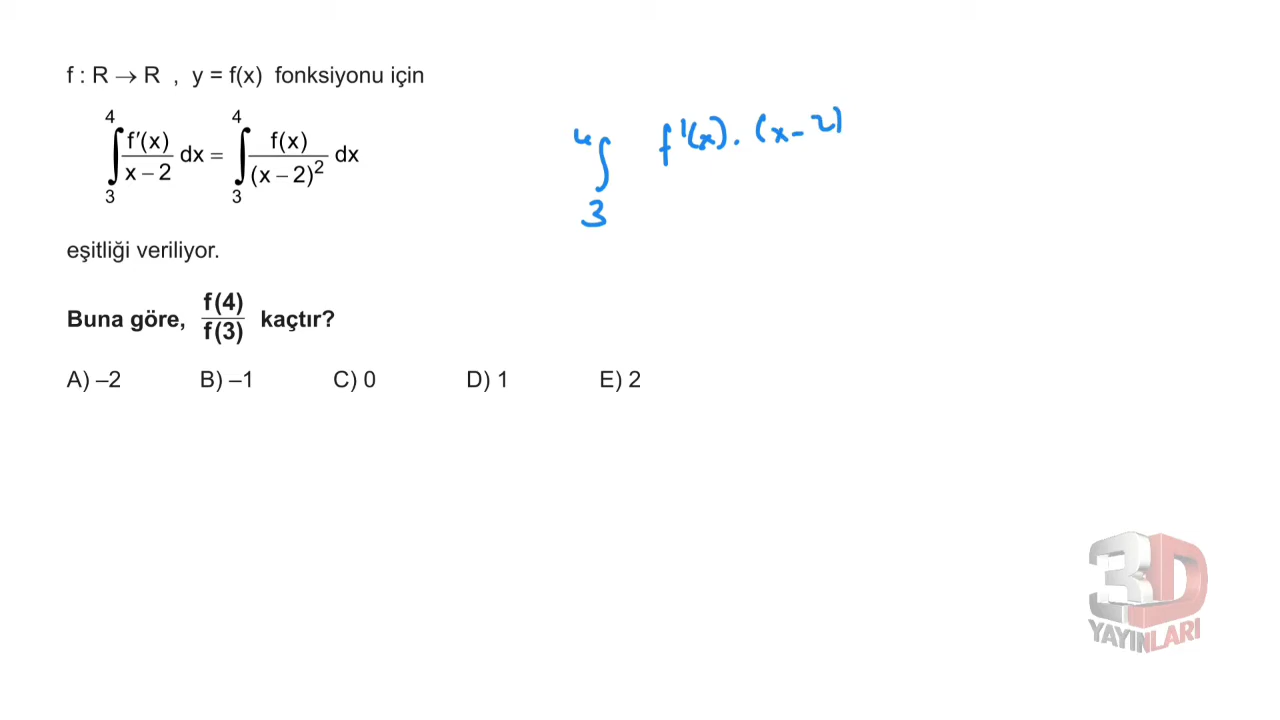 f : R → R , y = f(x) fonksiyonu için
4 4
∫ f′(x)/(x – 2) dx = ∫ f(x)/(x – 2)² dx
3 3
eşitliği veriliyor.
Buna göre, f(4)/f(3) kaçtır?
A) –2 B) –1 C) 0 D) 1 E) 2
4
∫ f'(x). (x-2)
3
3D
YAYINLARI